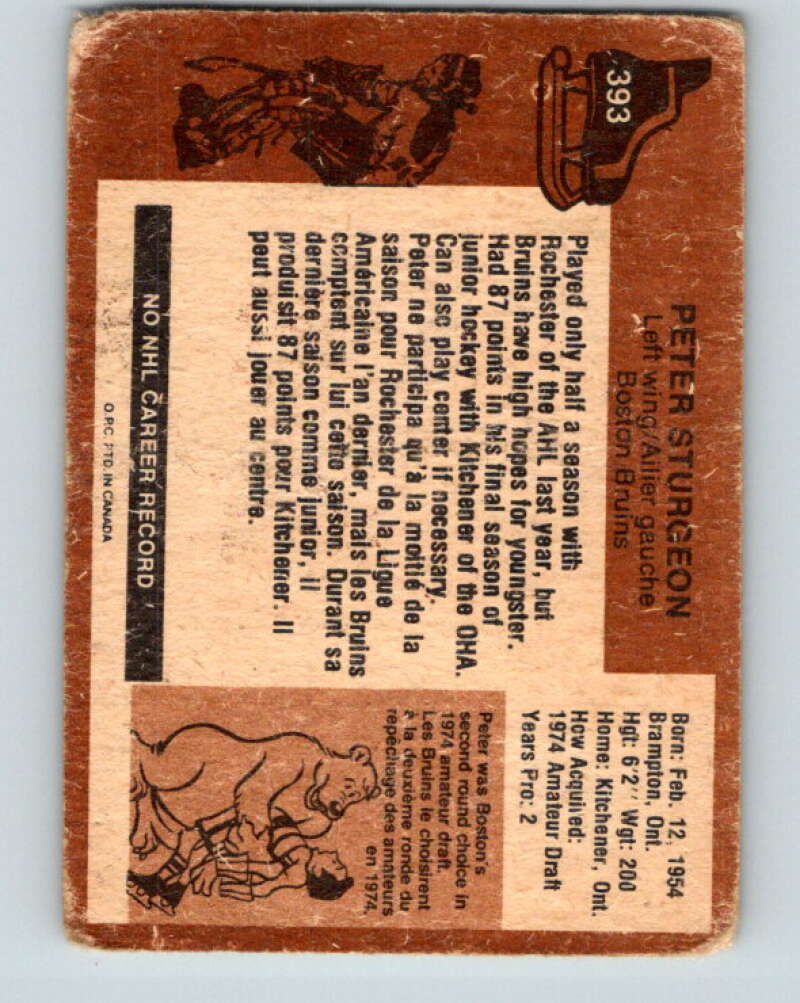 393
PETER STURGEON
Left wing/Ailier gauche
Boston Bruins
Born: Feb. 12, 1954
Brampton, Ont.
Hgt: 6'2" Wgt: 200
Home: Kitchener, Ont.
How Acquired:
1974 Amateur Draft
Years Pro: 2
Played only half a season with
Rochester of the AHL last year, but
Bruins have high hopes for youngster.
Had 87 points in his final season of
junior hockey with Kitchener of the OHA.
Can also play center if necessary.
Peter ne participa qu'à la moitié de la
saison pour Rochester de la Ligue
Américaine l'an dernier, mais les Bruins
comptent sur lui cette saison. Durant sa
dernière saison comme junior, il
produisit 87 points pour Kitchener. Il
peut aussi jouer au centre.
Peter was Boston's
second round choice in
1974 amateur draft.
Les Bruins le choisirent
à la deuxième ronde du
repêchage des amateurs
en 1974.
NO NHL CAREER RECORD
O.P.C. PTD. IN CANADA